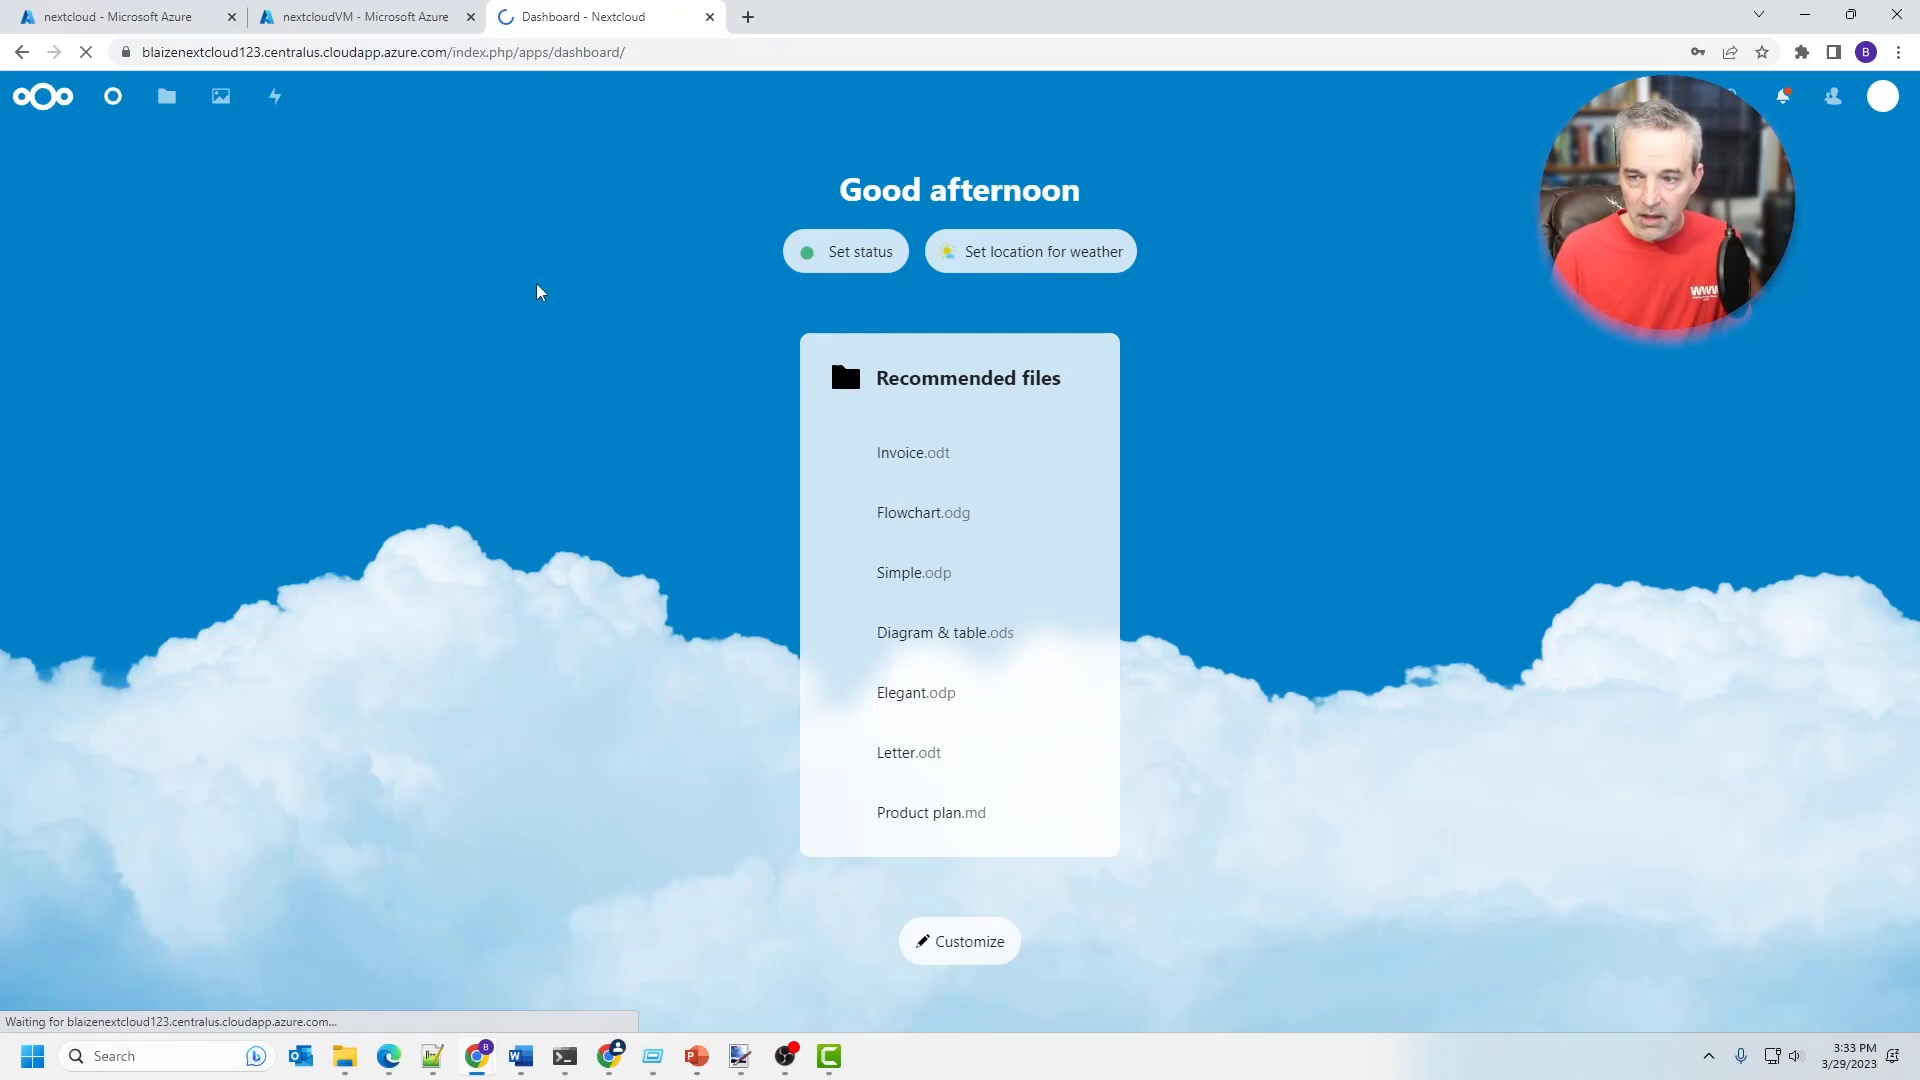 nextcloud - Microsoft Azure
nextcloudVM - Microsoft Azure
Dashboard - Nextcloud
blaizenextcloud123.centralus.cloudapp.azure.com/index.php/apps/dashboard/
B
Good afternoon
Set status
Set location for weather
WWW
Recommended files
Invoice.odt
Flowchart.odg
Simple.odp
Diagram & table.ods
Elegant.odp
Letter.odt
Product plan.md
Customize
Waiting for blaizenextcloud123.centralus.cloudapp.azure.com...
Search
3:33 PM
3/29/2023